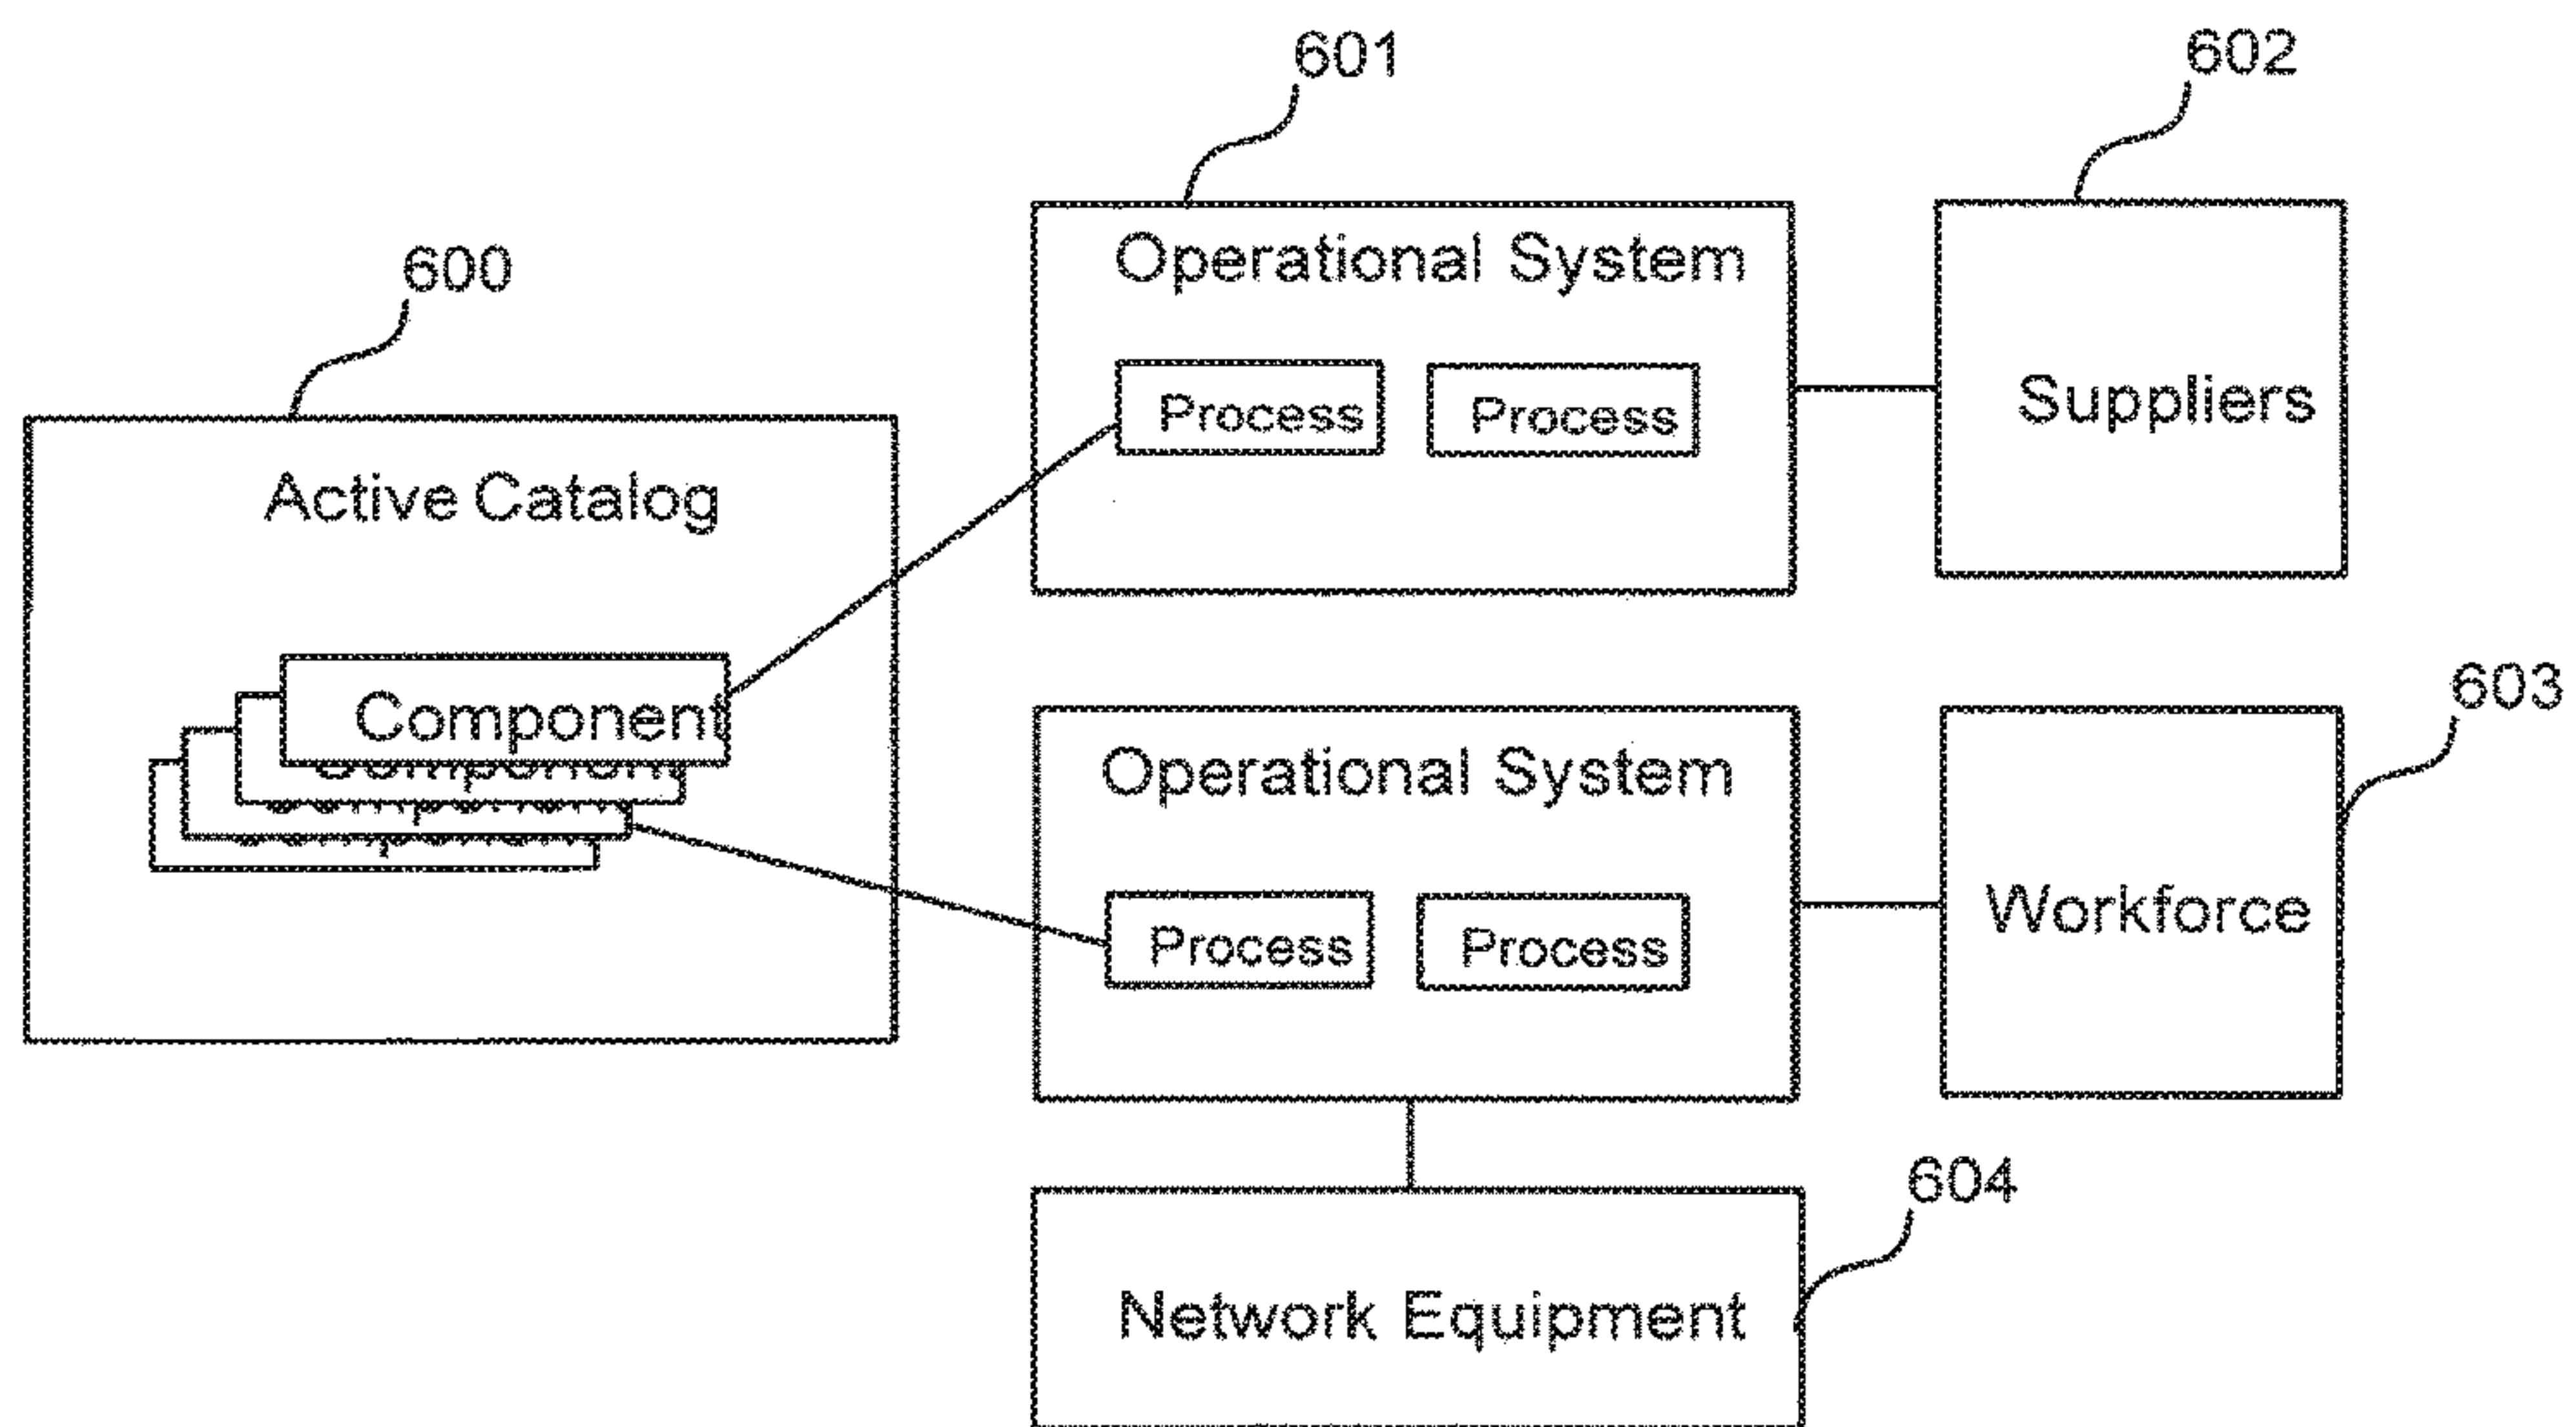 601
602
600
Operational System
Process
Process
Suppliers
Active Catalog
Component
603
Operational System
Process
Process
Workforce
604
Network Equipment